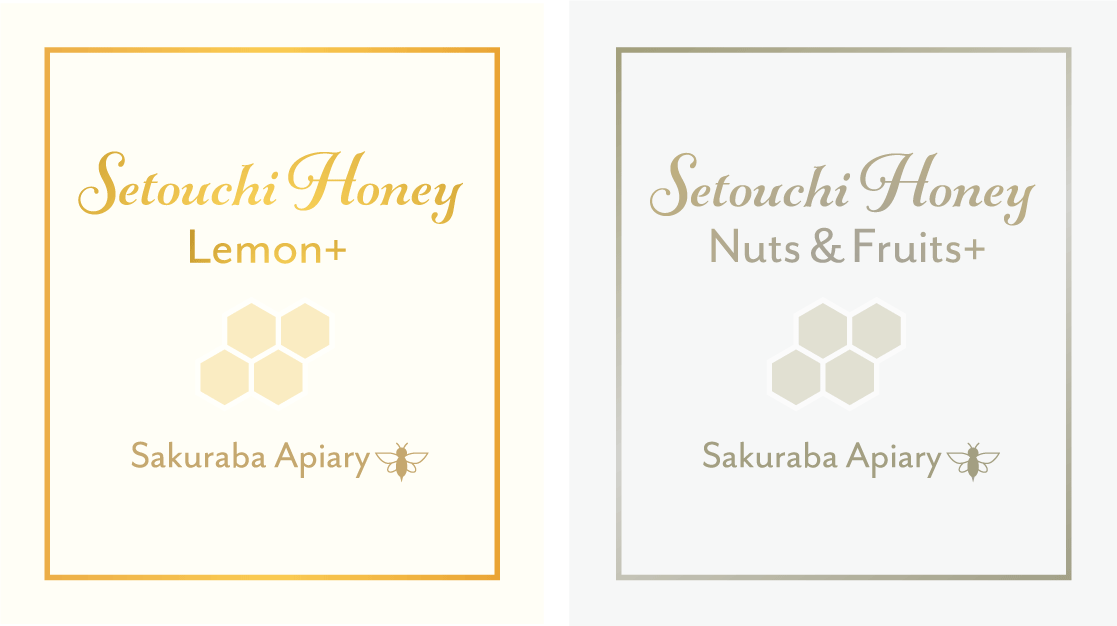 Setouchi Honey
Lemon+
Sakuraba Apiary
Setouchi Honey
Nuts & Fruits+
Sakuraba Apiary